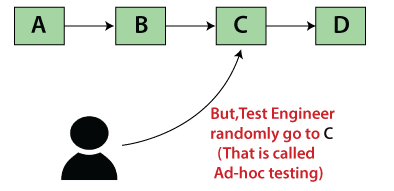 A B C D
But,Test Engineer
randomly go to C
(That is called
Ad-hoc testing)